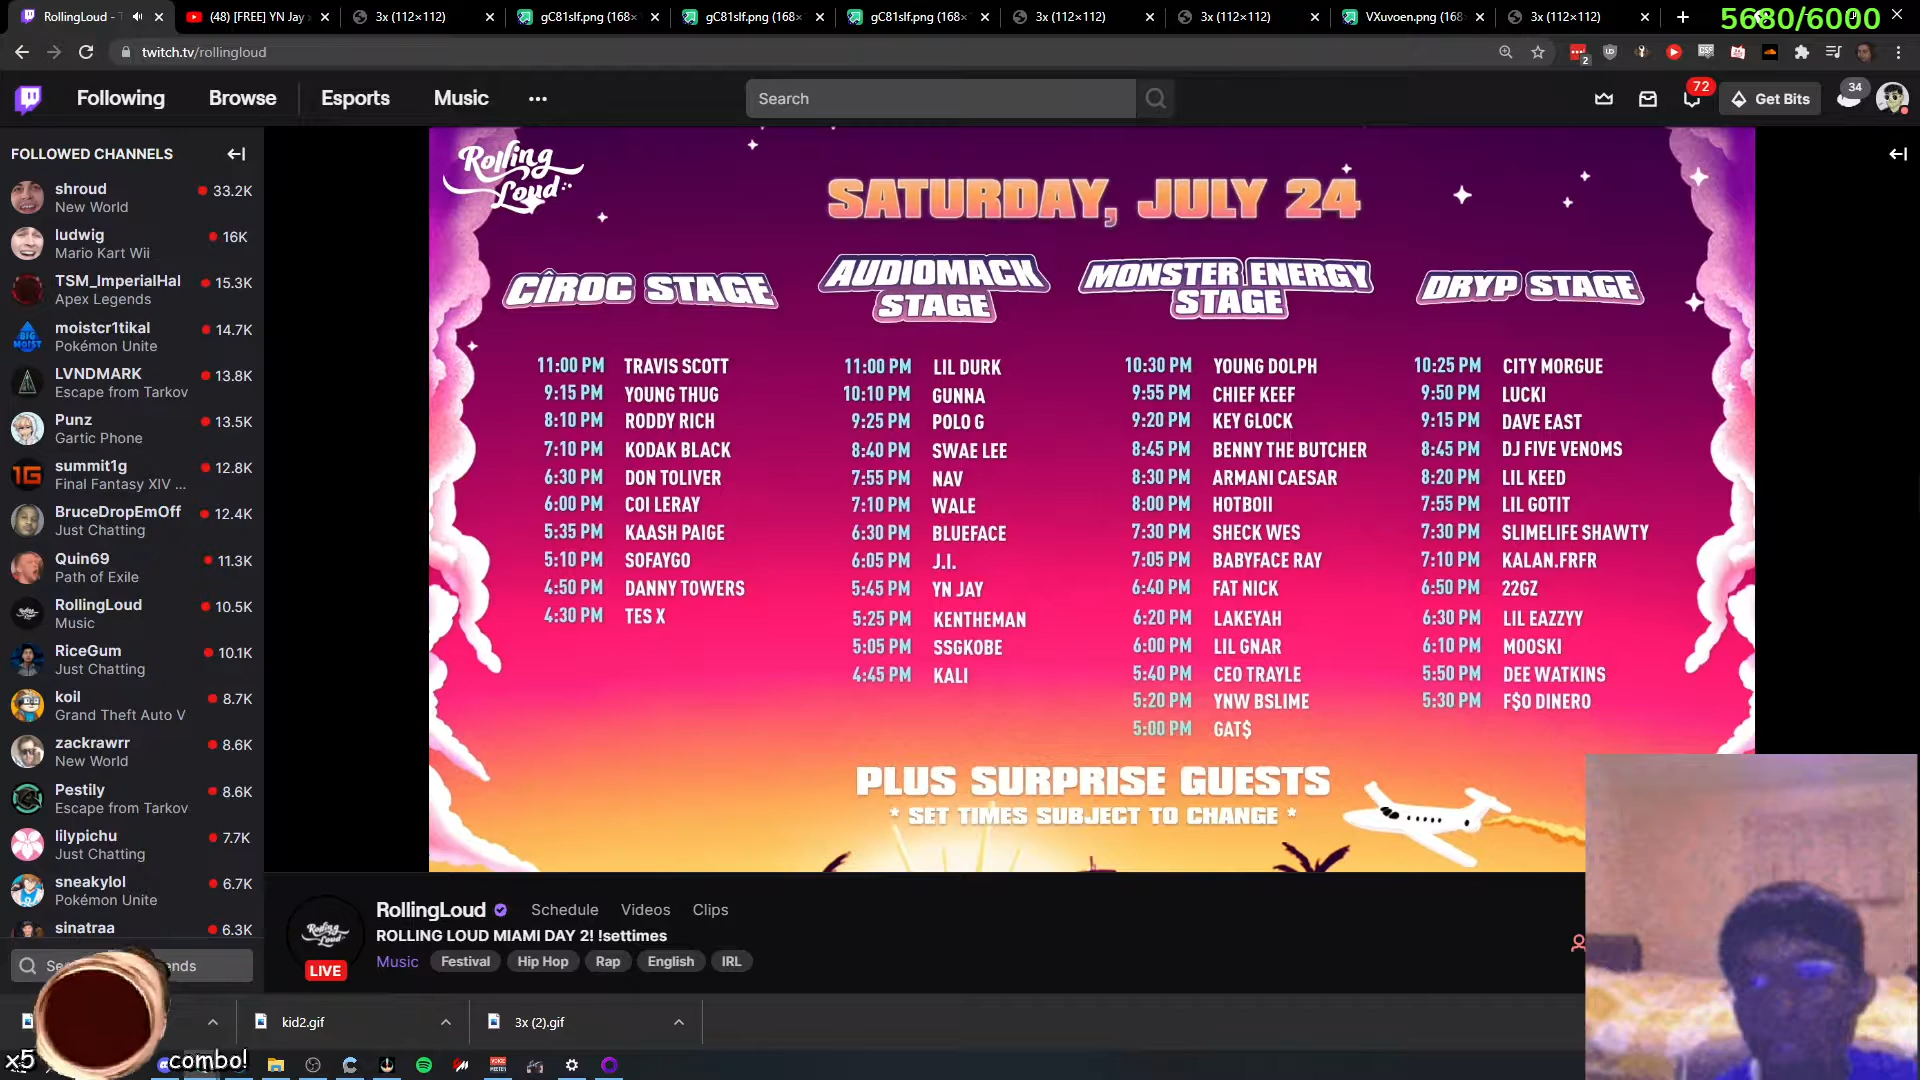 RollingLoud - T
(48) [FREE] YN Jay x
3x (112×112)
gC81slf.png (168×
gC81slf.png (168×
gC81slf.png (168×
3x (112×112)
3x (112×112)
VXuvoen.png (168
3x (112×112)
5680/6000
twitch.tv/rollingloud
2
Following
Browse
Esports
Music
Search
72
Get Bits
34
FOLLOWED CHANNELS
shroud
33.2K
New World
ludwig
16K
Mario Kart Wii
TSM_ImperialHal
15.3K
Apex Legends
moistcr1tikal
14.7K
Pokémon Unite
LVNDMARK
13.8K
Escape from Tarkov
Punz
13.5K
Gartic Phone
summit1g
12.8K
Final Fantasy XIV ...
BruceDropEmOff
12.4K
Just Chatting
Quin69
11.3K
Path of Exile
RollingLoud
10.5K
Music
RiceGum
10.1K
Just Chatting
koil
8.7K
Grand Theft Auto V
zackrawrr
8.6K
New World
Pestily
8.6K
Escape from Tarkov
lilypichu
7.7K
Just Chatting
sneakylol
6.7K
Pokémon Unite
sinatraa
6.3K
Rolling
Loud
SATURDAY, JULY 24
CÎROC STAGE
11:00 PM TRAVIS SCOTT
9:15 PM YOUNG THUG
8:10 PM RODDY RICH
7:10 PM KODAK BLACK
6:30 PM DON TOLIVER
6:00 PM COI LERAY
5:35 PM KAASH PAIGE
5:10 PM SOFAYGO
4:50 PM DANNY TOWERS
4:30 PM TES X
AUDIOMACK
STAGE
11:00 PM LIL DURK
10:10 PM GUNNA
9:25 PM POLO G
8:40 PM SWAE LEE
7:55 PM NAV
7:10 PM WALE
6:30 PM BLUEFACE
6:05 PM J.I.
5:45 PM YN JAY
5:25 PM KENTHEMAN
5:05 PM SSGKOBE
4:45 PM KALI
MONSTER ENERGY
STAGE
10:30 PM YOUNG DOLPH
9:55 PM CHIEF KEEF
9:20 PM KEY GLOCK
8:45 PM BENNY THE BUTCHER
8:30 PM ARMANI CAESAR
8:00 PM HOTBOII
7:30 PM SHECK WES
7:05 PM BABYFACE RAY
6:40 PM FAT NICK
6:20 PM LAKEYAH
6:00 PM LIL GNAR
5:40 PM CEO TRAYLE
5:20 PM YNW BSLIME
5:00 PM GAT$
DRYP STAGE
10:25 PM CITY MORGUE
9:50 PM LUCKI
9:15 PM DAVE EAST
8:45 PM DJ FIVE VENOMS
8:20 PM LIL KEED
7:55 PM LIL GOTIT
7:30 PM SLIMELIFE SHAWTY
7:10 PM KALAN.FRFR
6:50 PM 22GZ
6:30 PM LIL EAZZYY
6:10 PM MOOSKI
5:50 PM DEE WATKINS
5:30 PM F$O DINERO
PLUS SURPRISE GUESTS
* SET TIMES SUBJECT TO CHANGE *
RollingLoud
Schedule
Videos
Clips
ROLLING LOUD MIAMI DAY 2! !settimes
Music
Festival
Hip Hop
Rap
English
IRL
LIVE
kid2.gif
3x (2).gif
x5
combo!